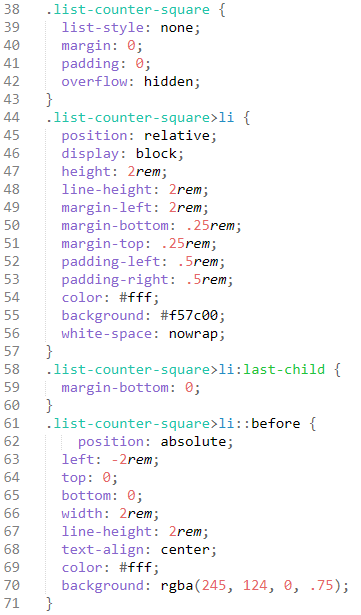 38 .list-counter-square {
39 list-style: none;
40 margin: 0;
41 padding: 0;
42 overflow: hidden;
43 }
44 .list-counter-square>li {
45 position: relative;
46 display: block;
47 height: 2rem;
48 line-height: 2rem;
49 margin-left: 2rem;
50 margin-bottom: .25rem;
51 margin-top: .25rem;
52 padding-left: .5rem;
53 padding-right: .5rem;
54 color: #fff;
55 background: #f57c00;
56 white-space: nowrap;
57 }
58 .list-counter-square>li:last-child {
59 margin-bottom: 0;
60 }
61 .list-counter-square>li::before {
62 position: absolute;
63 left: -2rem;
64 top: 0;
65 bottom: 0;
66 width: 2rem;
67 line-height: 2rem;
68 text-align: center;
69 color: #fff;
70 background: rgba(245, 124, 0, .75);
71 }